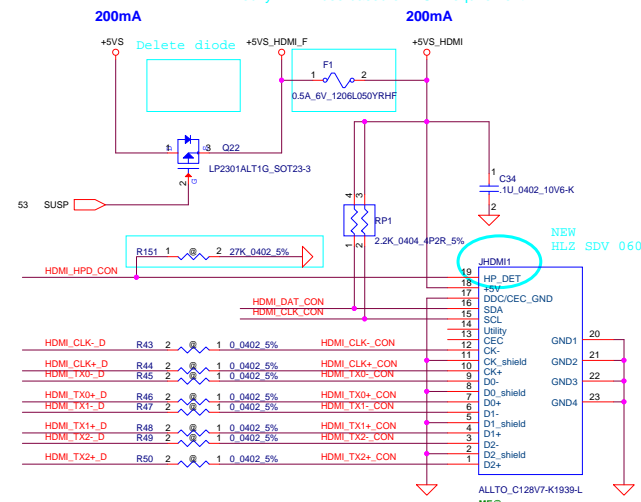 200mA
200mA
+5VS
Delete diode
+5VS_HDMI_F
+5VS_HDMI
F1
1
2
0.5A_6V_1206L050YRHF
1
3
Q22
LP2301ALT1G_SOT23-3
2
53 SUSP
1
C34
.1U_0402_10V6-K
2
4
3
RP1
2.2K_0404_4P2R_5%
1
2
NEW
HLZ SDV 060
R151 1 @ 2 27K_0402_5%
HDMI_HPD_CON
JHDMI1
19 HP_DET
18 +5V
17 DDC/CEC_GND
HDMI_DAT_CON 16 SDA
HDMI_CLK_CON 15 SCL
14 Utility
13 CEC
HDMI_CLK-_D R43 2 @ 1 0_0402_5% HDMI_CLK-_CON 12 CK-
11 CK_shield
HDMI_CLK+_D R44 2 @ 1 0_0402_5% HDMI_CLK+_CON 10 CK+
HDMI_TX0-_D R45 2 @ 1 0_0402_5% HDMI_TX0-_CON 9 D0-
8 D0_shield
HDMI_TX0+_D R46 2 @ 1 0_0402_5% HDMI_TX0+_CON 7 D0+
HDMI_TX1-_D R47 2 @ 1 0_0402_5% HDMI_TX1-_CON 6 D1-
5 D1_shield
HDMI_TX1+_D R48 2 @ 1 0_0402_5% HDMI_TX1+_CON 4 D1+
HDMI_TX2-_D R49 2 @ 1 0_0402_5% HDMI_TX2-_CON 3 D2-
2 D2_shield
HDMI_TX2+_D R50 2 @ 1 0_0402_5% HDMI_TX2+_CON 1 D2+
GND1 20
GND2 21
GND3 22
GND4 23
ALLTO_C128V7-K1939-L